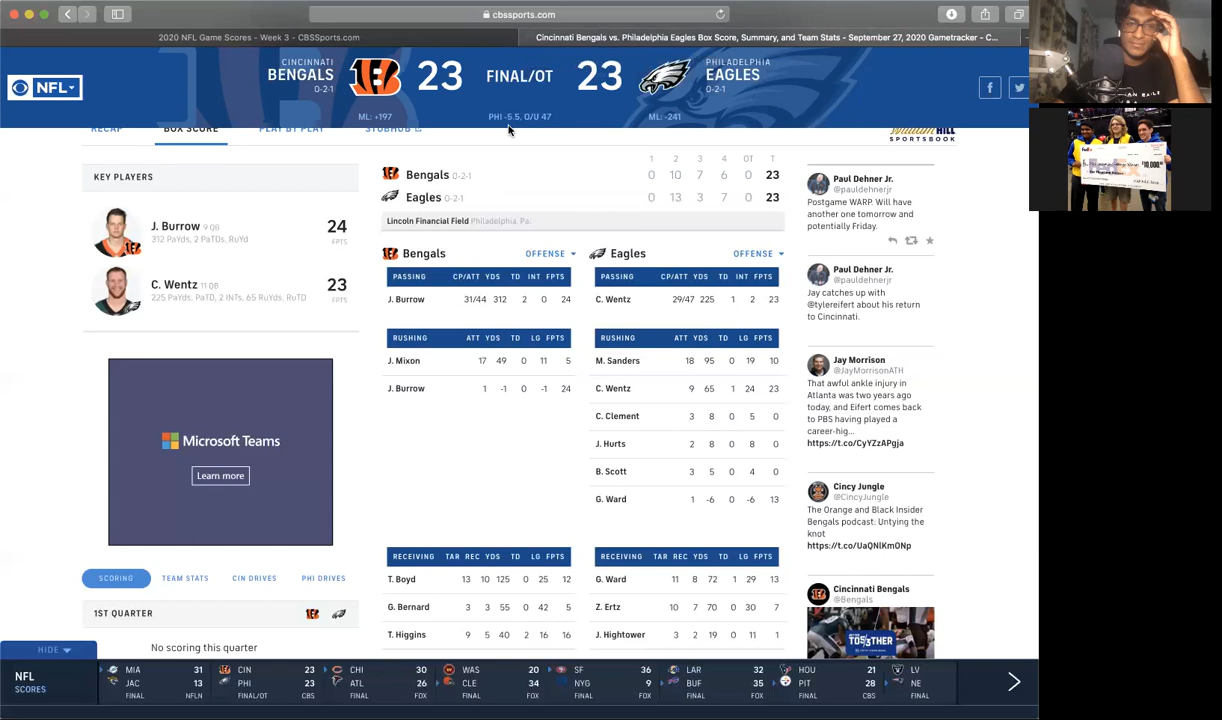 cbssports.com
2020 NFL Game Scores - Week 3 - CBSSports.com
Cincinnati Bengals vs. Philadelphia Eagles Box Score, Summary, and Team Stats - September 27, 2020 Gametracker - C...
NFL
CINCINNATI
BENGALS
0-2-1
23
FINAL/OT
23
PHILADELPHIA
EAGLES
0-2-1
ML: +197
PHI -5.5, O/U 47
ML: -241
RECAP BOX SCORE PLAY BY PLAY STUBHUB
William HILL
SPORTSBOOK
KEY PLAYERS
J. Burrow 9 QB
312 PaYds, 2 PaTDs, RuYd
24
FPTS
C. Wentz 11 QB
225 PaYds, PaTD, 2 INTs, 65 RuYds, RuTD
23
FPTS
Microsoft Teams
Learn more
SCORING TEAM STATS CIN DRIVES PHI DRIVES
1ST QUARTER
No scoring this quarter
1 2 3 4 OT T
Bengals 0-2-1 0 10 7 6 0 23
Eagles 0-2-1 0 13 3 7 0 23
Lincoln Financial Field Philadelphia, Pa.
Bengals OFFENSE
PASSING CP/ATT YDS TD INT FPTS
J. Burrow 31/44 312 2 0 24
RUSHING ATT YDS TD LG FPTS
J. Mixon 17 49 0 11 5
J. Burrow 1 -1 0 -1 24
RECEIVING TAR REC YDS TD LG FPTS
T. Boyd 13 10 125 0 25 12
G. Bernard 3 3 55 0 42 5
T. Higgins 9 5 40 2 16 16
Eagles OFFENSE
PASSING CP/ATT YDS TD INT FPTS
C. Wentz 29/47 225 1 2 23
RUSHING ATT YDS TD LG FPTS
M. Sanders 18 95 0 19 10
C. Wentz 9 65 1 24 23
C. Clement 3 8 0 5 0
J. Hurts 2 8 0 8 0
B. Scott 3 5 0 4 0
G. Ward 1 -6 0 -6 13
RECEIVING TAR REC YDS TD LG FPTS
G. Ward 11 8 72 1 29 13
Z. Ertz 10 7 70 0 30 7
J. Hightower 3 2 19 0 11 1
Paul Dehner Jr.
@pauldehnerjr
Postgame WARP. Will have
another one tomorrow and
potentially Friday.
Paul Dehner Jr.
@pauldehnerjr
Jay catches up with
@tylereifert about his return
to Cincinnati.
Jay Morrison
@JayMorrisonATH
That awful ankle injury in
Atlanta was two years ago
today, and Eifert comes back
to PBS having played a
career-hig...
https://t.co/CyYZzAPgja
Cincy Jungle
@CincyJungle
The Orange and Black Insider
Bengals podcast: Untying the
knot
https://t.co/UaQNlKmONp
Cincinnati Bengals
@Bengals
FedEx
$10,000
HIDE
NFL
SCORES
MIA 31
JAC 13
FINAL NFLN
CIN 23
PHI 23
FINAL/OT CBS
CHI 30
ATL 26
FINAL FOX
WAS 20
CLE 34
FINAL FOX
SF 36
NYG 9
FINAL FOX
LAR 32
BUF 35
FINAL FOX
HOU 21
PIT 28
FINAL CBS
LV
NE
FINAL